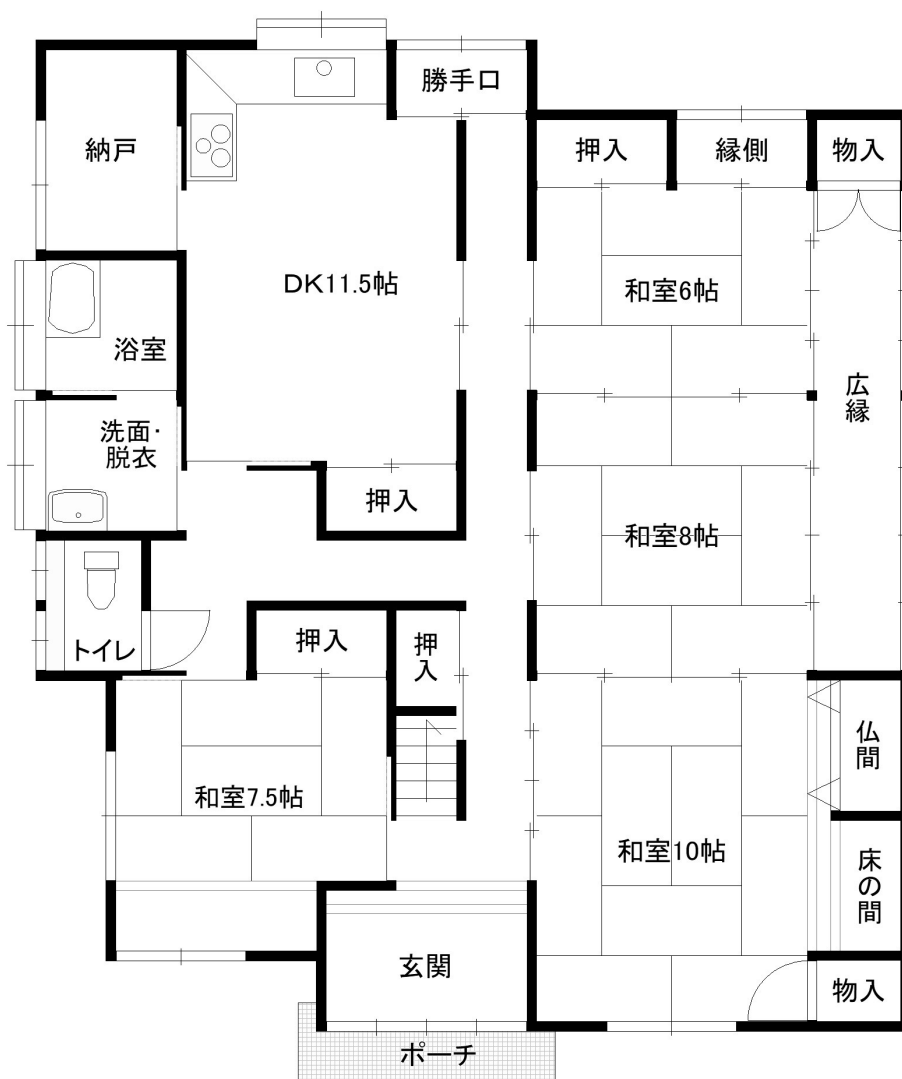 勝手口
納戸
押入
縁側
物入
DK11.5帖
和室6帖
浴室
広縁
洗面・
脱衣
押入
和室8帖
トイレ
押入
押入
仏間
和室7.5帖
和室10帖
床の間
玄関
物入
ポーチ